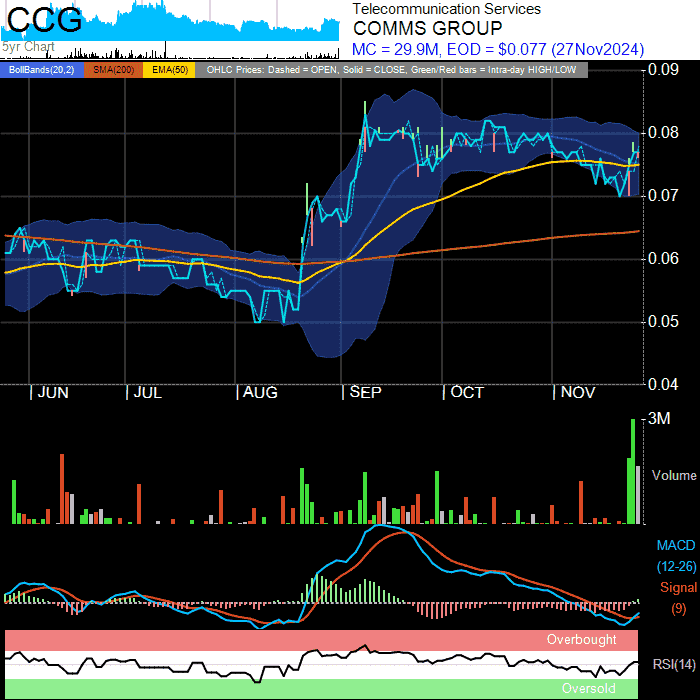 CCG
5yr Chart
Telecommunication Services
COMMS GROUP
MC = 29.9M, EOD = $0.077 (27Nov2024)
BollBands(20,2) SMA(200) EMA(50) OHLC Prices: Dashed = OPEN, Solid = CLOSE, Green/Red bars = Intra-day HIGH/LOW
0.09
0.08
0.07
0.06
0.05
0.04
JUN JUL AUG SEP OCT NOV
3M
Volume
MACD
(12-26)
Signal
(9)
Overbought
RSI(14)
Oversold